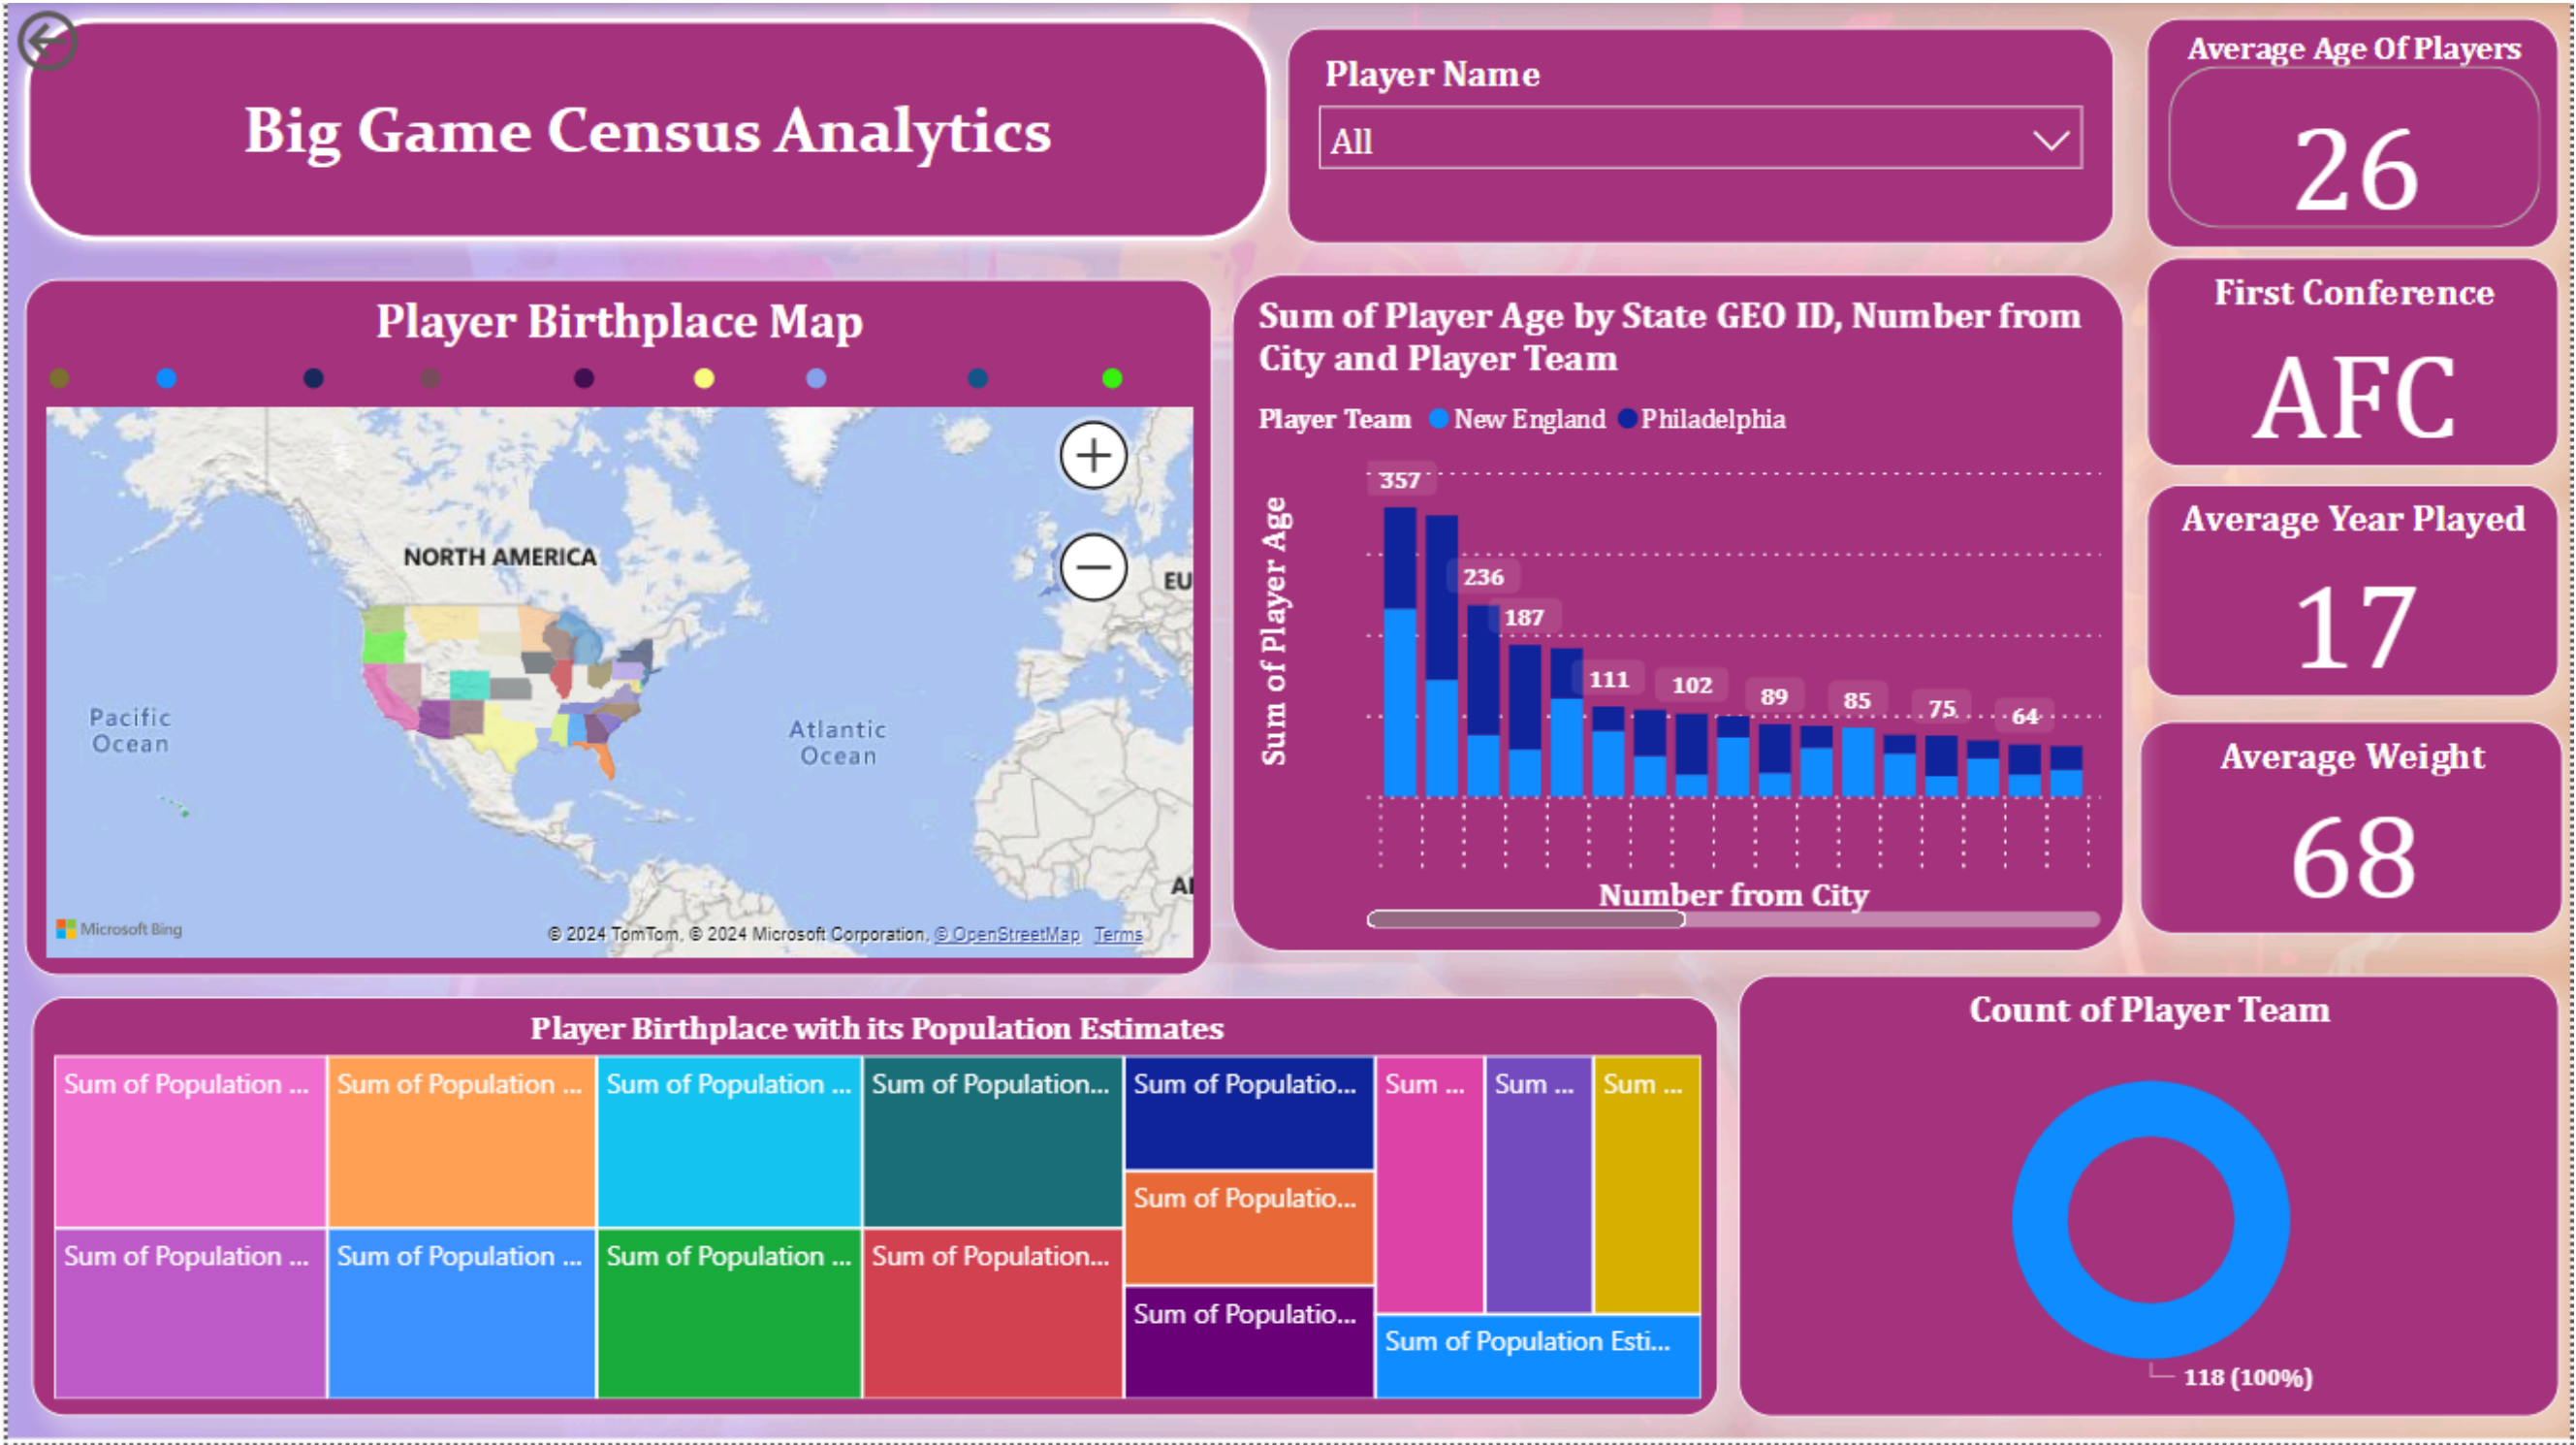 Big Game Census Analytics
Player Name
All
Average Age Of Players
26
First Conference
AFC
Average Year Played
17
Average Weight
68
Player Birthplace Map
NORTH AMERICA
EU
Pacific
Ocean
Atlantic
Ocean
AI
Microsoft Bing
© 2024 TomTom, © 2024 Microsoft Corporation, © OpenStreetMap Terms
Sum of Player Age by State GEO ID, Number from
City and Player Team
Player Team New England Philadelphia
Sum of Player Age
357
236
187
111
102
89
85
75
64
Number from City
Player Birthplace with its Population Estimates
Sum of Population ...
Sum of Population ...
Sum of Population ...
Sum of Population...
Sum of Populatio...
Sum ...
Sum ...
Sum ...
Sum of Populatio...
Sum of Population ...
Sum of Population ...
Sum of Population ...
Sum of Population...
Sum of Populatio...
Sum of Population Esti...
Count of Player Team
118 (100%)